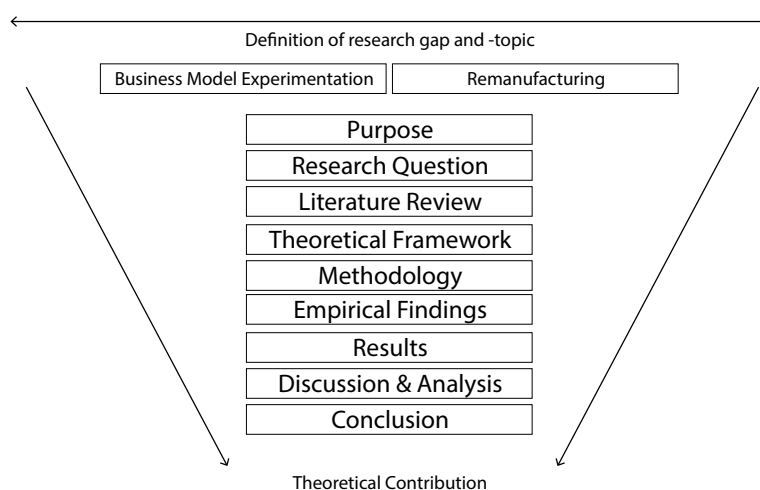 Definition of research gap and -topic
Business Model Experimentation
Remanufacturing
Purpose
Research Question
Literature Review
Theoretical Framework
Methodology
Empirical Findings
Results
Discussion & Analysis
Conclusion
Theoretical Contribution